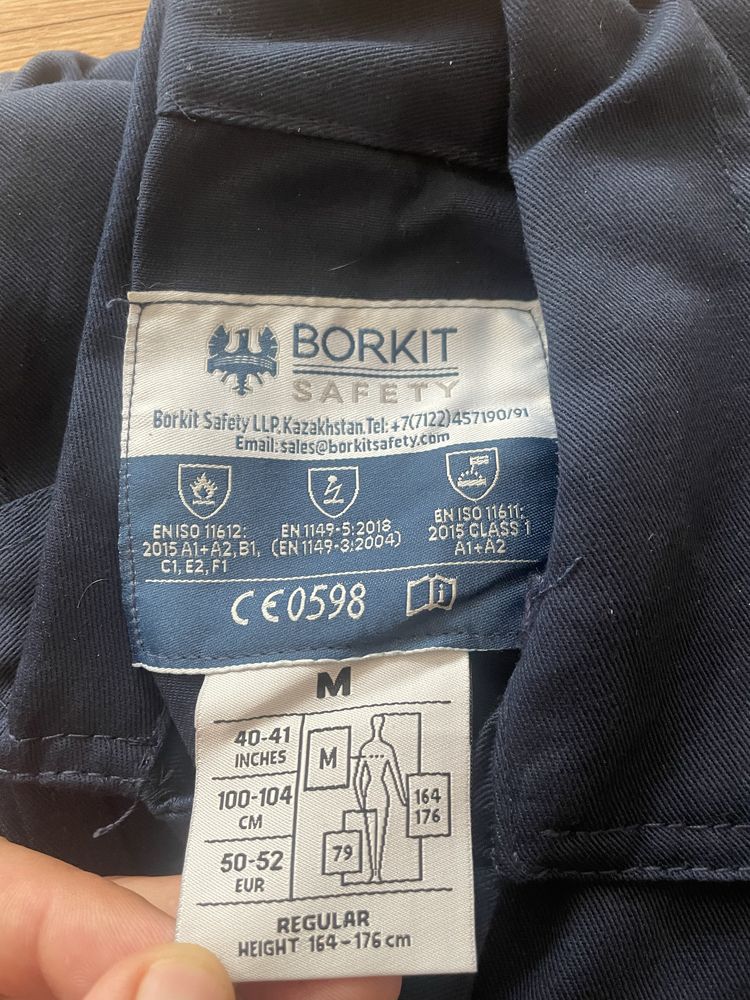 BORKIT
SAFETY
Borkit Safety LLP. Kazakhstan. Tel: +7(7122)457190/91
Email: sales@borkitsafety.com
EN ISO 11612:
2015 A1+A2, B1,
C1, E2, F1
EN 1149-5:2018
(EN 1149-3:2004)
EN ISO 11611:
2015 CLASS 1
A1+A2
CE0598
i
M
40-41
INCHES
100-104
CM
50-52
EUR
M
164
176
79
REGULAR
HEIGHT 164-176 cm